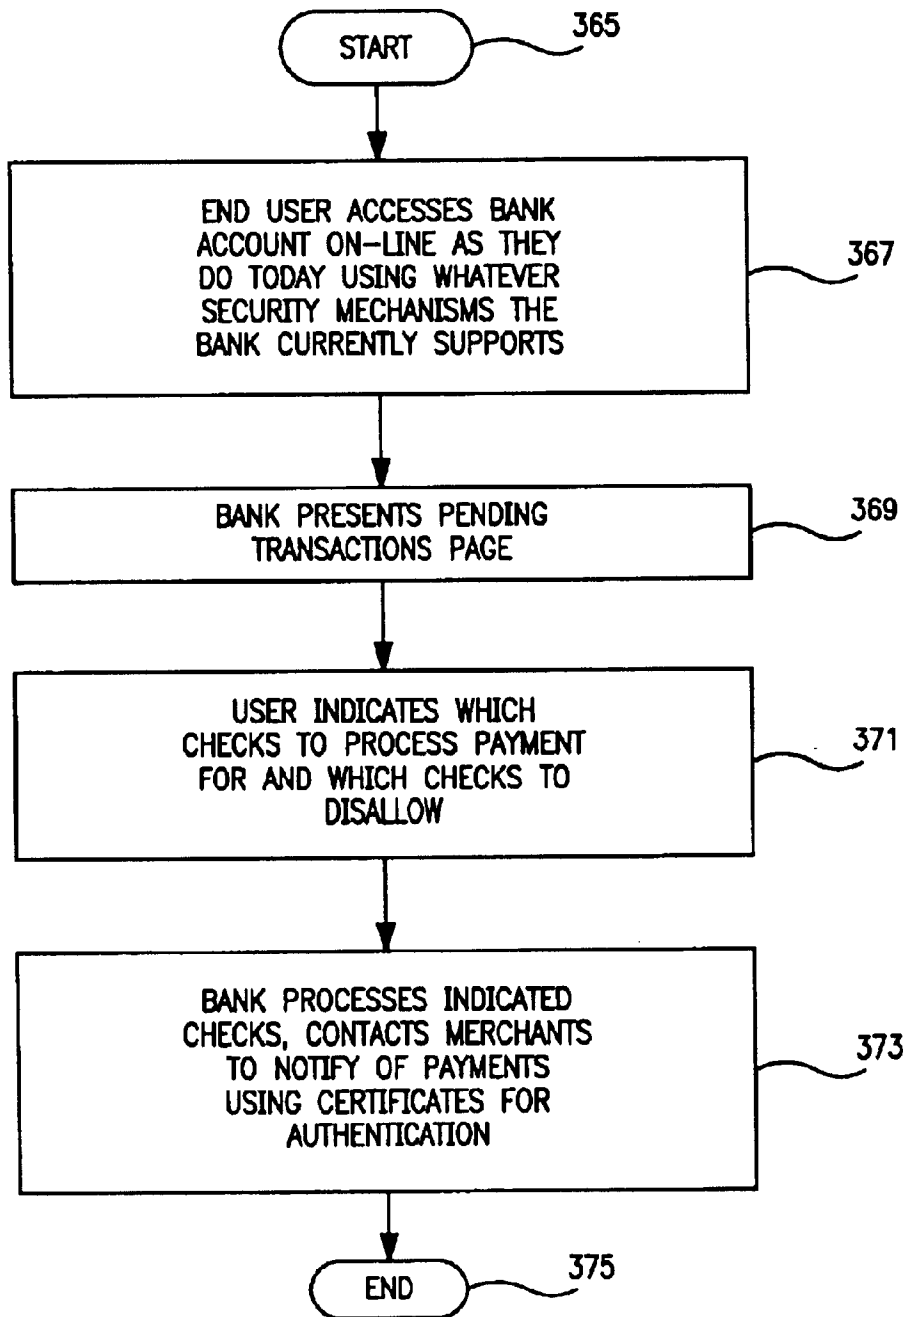 START
365
END USER ACCESSES BANK
ACCOUNT ON-LINE AS THEY
DO TODAY USING WHATEVER
SECURITY MECHANISMS THE
BANK CURRENTLY SUPPORTS
367
BANK PRESENTS PENDING
TRANSACTIONS PAGE
369
USER INDICATES WHICH
CHECKS TO PROCESS PAYMENT
FOR AND WHICH CHECKS TO
DISALLOW
371
BANK PROCESSES INDICATED
CHECKS, CONTACTS MERCHANTS
TO NOTIFY OF PAYMENTS
USING CERTIFICATES FOR
AUTHENTICATION
373
END
375